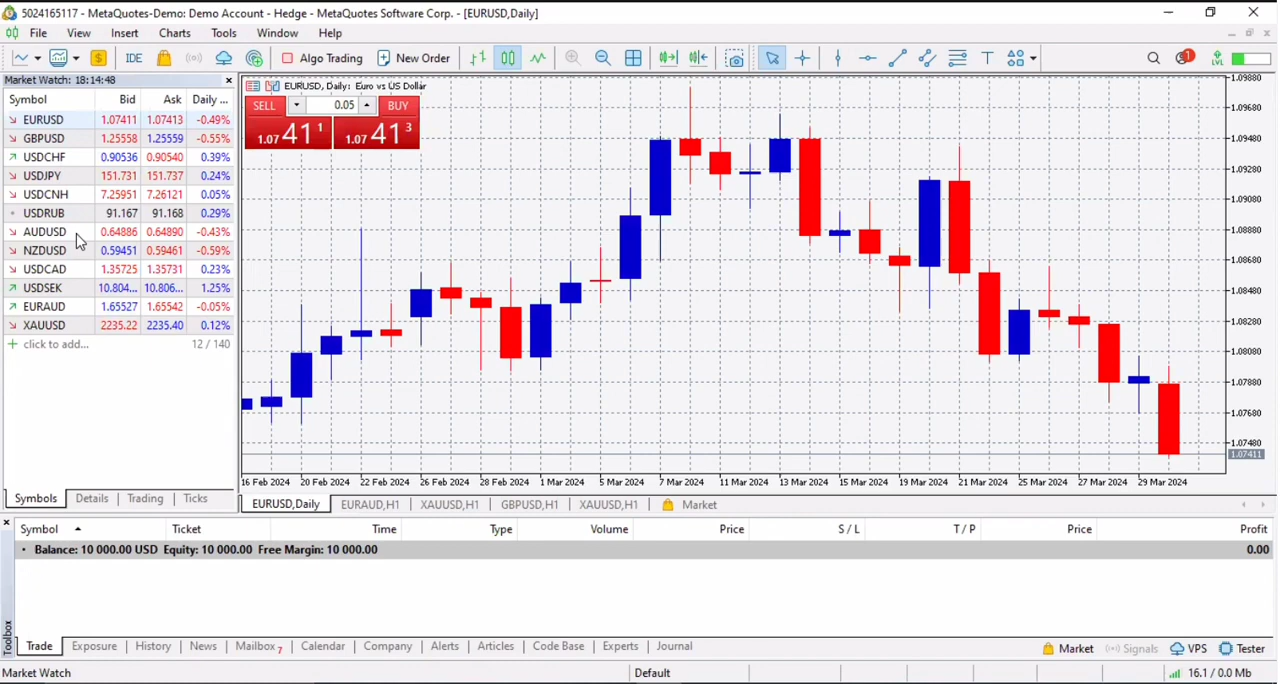 5024165117 - MetaQuotes-Demo: Demo Account - Hedge - MetaQuotes Software Corp. - [EURUSD,Daily]
File View Insert Charts Tools Window Help
$ IDE Algo Trading New Order T 1
Market Watch: 18:14:48
Symbol Bid Ask Daily ...
EURUSD 1.07411 1.07413 -0.49%
GBPUSD 1.25558 1.25559 -0.55%
USDCHF 0.90536 0.90540 0.39%
USDJPY 151.731 151.737 0.24%
USDCNH 7.25951 7.26121 0.05%
USDRUB 91.167 91.168 0.29%
AUDUSD 0.64886 0.64890 -0.43%
NZDUSD 0.59451 0.59461 -0.59%
USDCAD 1.35725 1.35731 0.23%
USDSEK 10.804... 10.806... 1.25%
EURAUD 1.65527 1.65542 -0.05%
XAUUSD 2235.22 2235.40 0.12%
+ click to add... 12 / 140
Symbols Details Trading Ticks
EURUSD, Daily: Euro vs US Dollar
SELL 0.05 BUY
1.07 41 1 1.07 41 3
1.09880
1.09680
1.09480
1.09280
1.09080
1.08880
1.08680
1.08480
1.08280
1.08080
1.07880
1.07680
1.07480
1.07411
16 Feb 2024 20 Feb 2024 22 Feb 2024 26 Feb 2024 28 Feb 2024 1 Mar 2024 5 Mar 2024 7 Mar 2024 11 Mar 2024 13 Mar 2024 15 Mar 2024 19 Mar 2024 21 Mar 2024 25 Mar 2024 27 Mar 2024 29 Mar 2024
EURUSD,Daily EURAUD,H1 XAUUSD,H1 GBPUSD,H1 XAUUSD,H1 Market
Symbol Ticket Time Type Volume Price S / L T / P Price Profit
Balance: 10 000.00 USD Equity: 10 000.00 Free Margin: 10 000.00 0.00
Toolbox
Trade Exposure History News Mailbox 7 Calendar Company Alerts Articles Code Base Experts Journal Market Signals VPS Tester
Market Watch Default 16.1 / 0.0 Mb